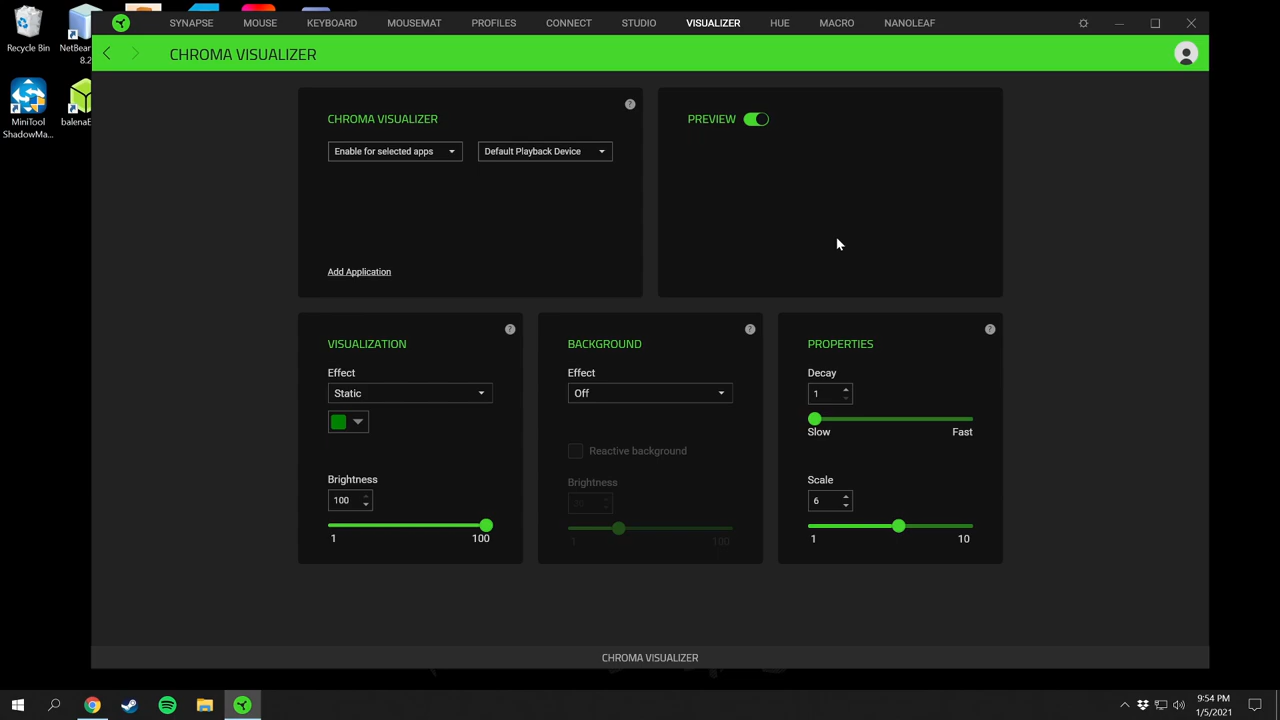 SYNAPSE MOUSE KEYBOARD MOUSEMAT PROFILES CONNECT STUDIO VISUALIZER HUE MACRO NANOLEAF
CHROMA VISUALIZER
Recycle Bin
NetBean
8.2
MiniTool
ShadowMa...
balenaE
CHROMA VISUALIZER
Enable for selected apps
Default Playback Device
Add Application
PREVIEW
VISUALIZATION
Effect
Static
Brightness
100
1 100
BACKGROUND
Effect
Off
Reactive background
Brightness
1 100
PROPERTIES
Decay
1
Slow Fast
Scale
6
1 10
CHROMA VISUALIZER
9:54 PM
1/5/2021